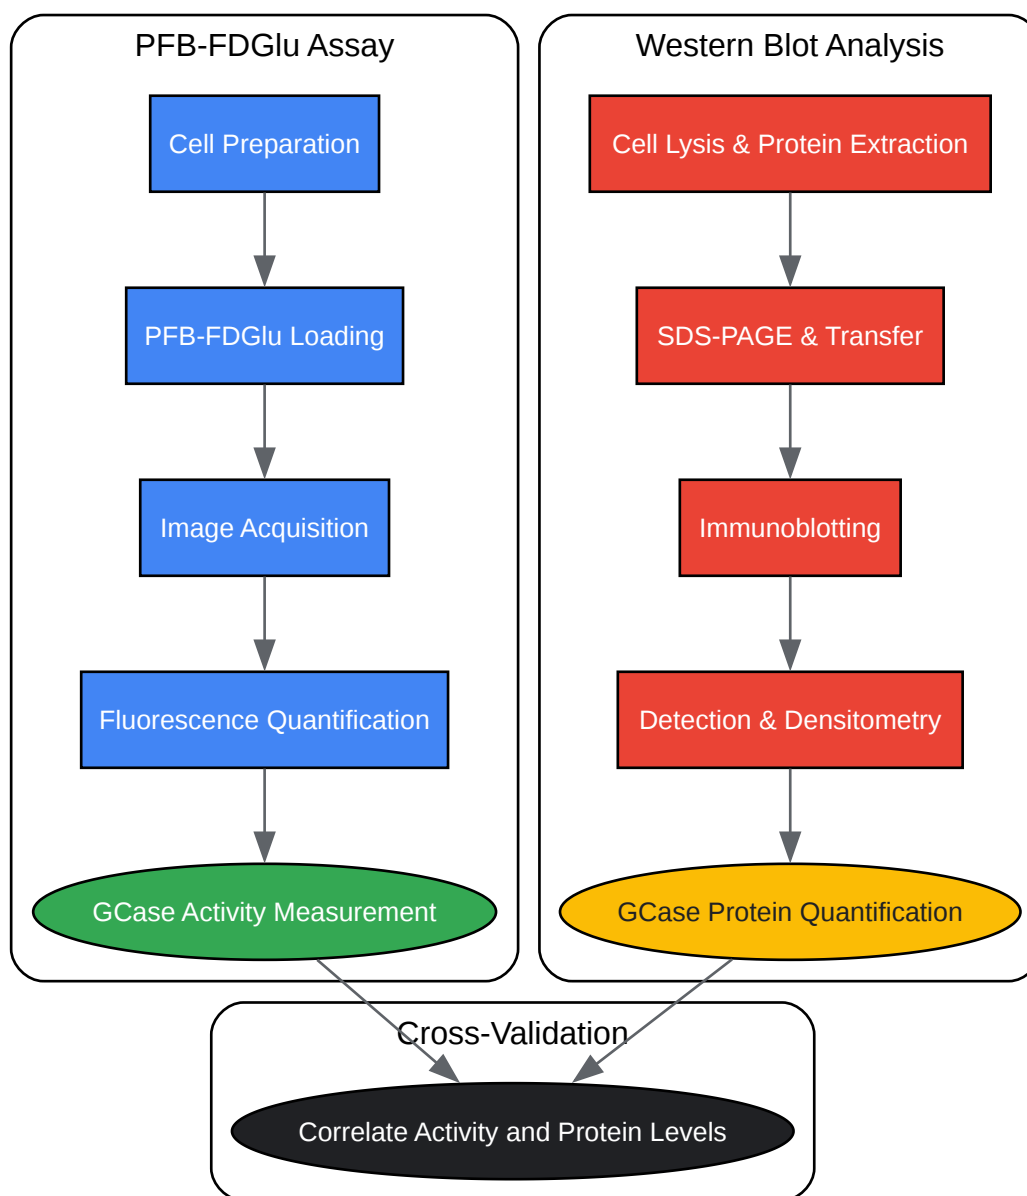 PFB-FDGlu Assay
Cell Preparation
PFB-FDGlu Loading
Image Acquisition
Fluorescence Quantification
GCase Activity Measurement
Western Blot Analysis
Cell Lysis & Protein Extraction
SDS-PAGE & Transfer
Immunoblotting
Detection & Densitometry
GCase Protein Quantification
Cross-Validation
Correlate Activity and Protein Levels